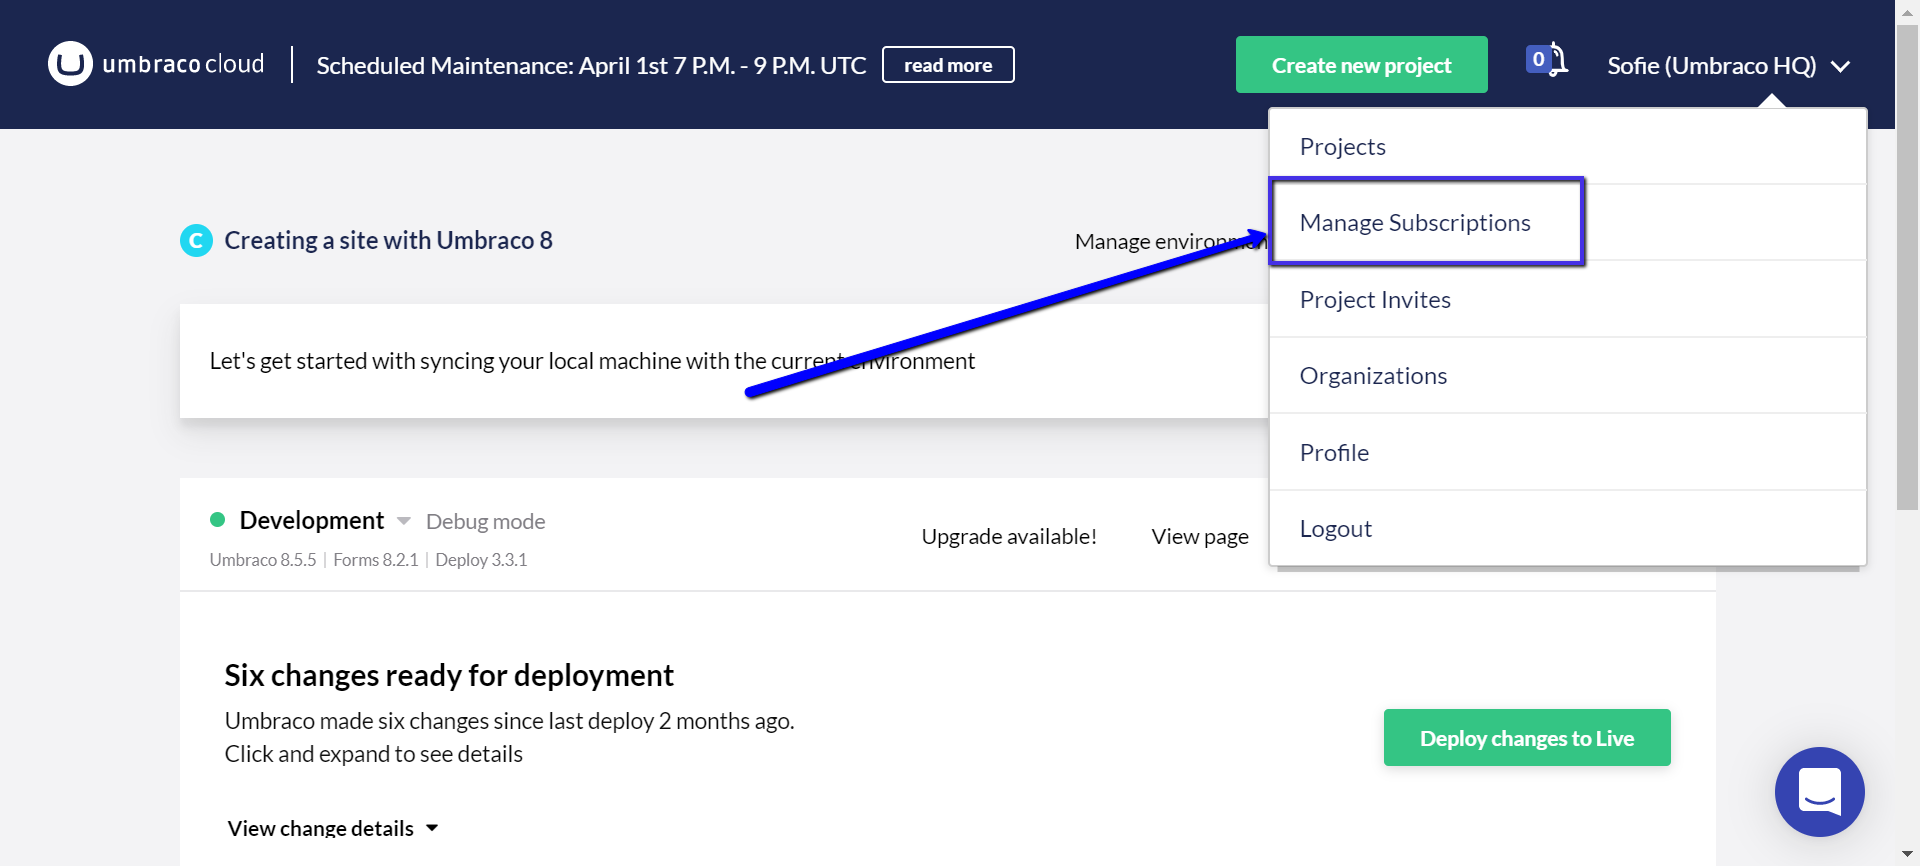 umbraco cloud
Scheduled Maintenance: April 1st 7 P.M. - 9 P.M. UTC
read more
Create new project
0
Sofie (Umbraco HQ)
Projects
Manage Subscriptions
Project Invites
Organizations
Profile
Logout
C
Creating a site with Umbraco 8
Manage environmen
Let's get started with syncing your local machine with the current environment
Development
Debug mode
Umbraco 8.5.5 | Forms 8.2.1 | Deploy 3.3.1
Upgrade available!
View page
Six changes ready for deployment
Umbraco made six changes since last deploy 2 months ago.
Click and expand to see details
Deploy changes to Live
View change details